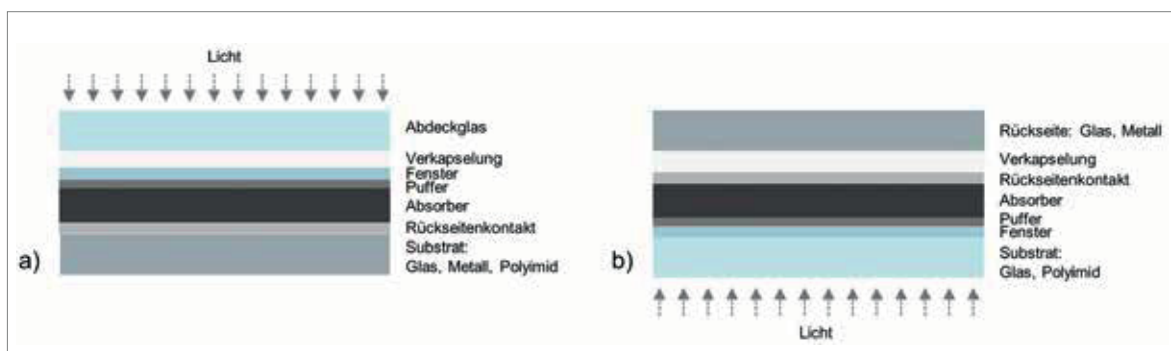 Licht
Abdeckglas
Verkapselung
Fenster
Puffer
Absorber
Rückseitenkontakt
Substrat:
Glas, Metall, Polyimid
a)
Rückseite: Glas, Metall
Verkapselung
Rückseitenkontakt
Absorber
Puffer
Fenster
Substrat:
Glas, Polyimid
b)
Licht